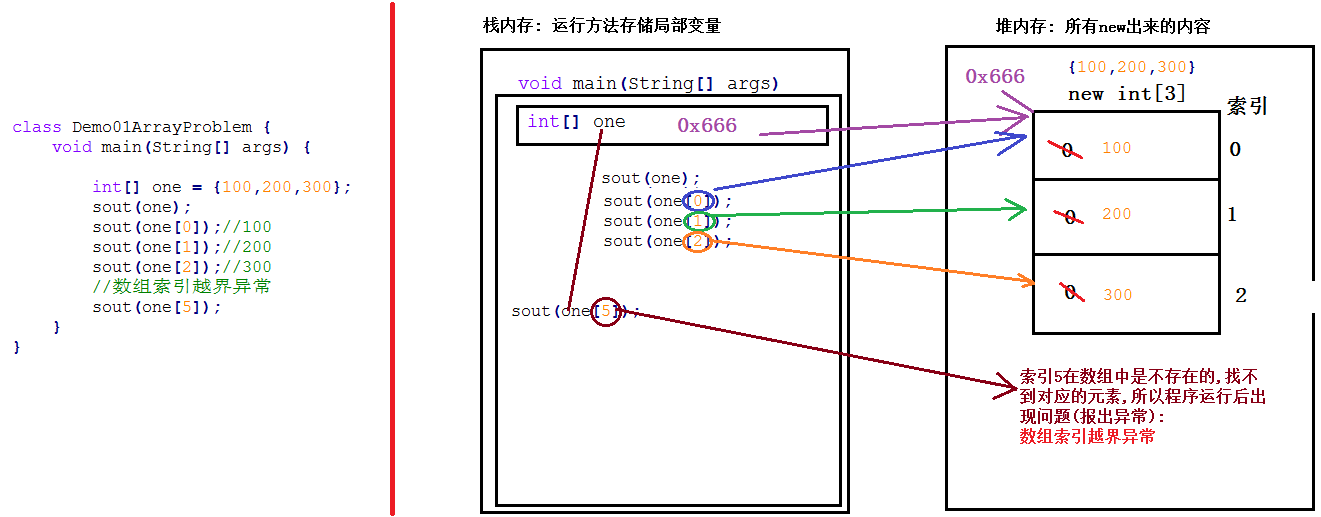 class Demo01ArrayProblem {
void main(String[] args) {
int[] one = {100,200,300};
sout(one);
sout(one[0]);//100
sout(one[1]);//200
sout(one[2]);//300
//数组索引越界异常
sout(one[5]);
}
}
栈内存: 运行方法存储局部变量
void main(String[] args)
int[] one 0x666
sout(one);
sout(one[0]);
sout(one[1]);
sout(one[2]);
sout(one[5]);
堆内存: 所有new出来的内容
{100,200,300}
0x666
new int[3]
索引
0 100 0
0 200 1
0 300 2
索引5在数组中是不存在的,找不
到对应的元素,所以程序运行后出
现问题(报出异常):
数组索引越界异常